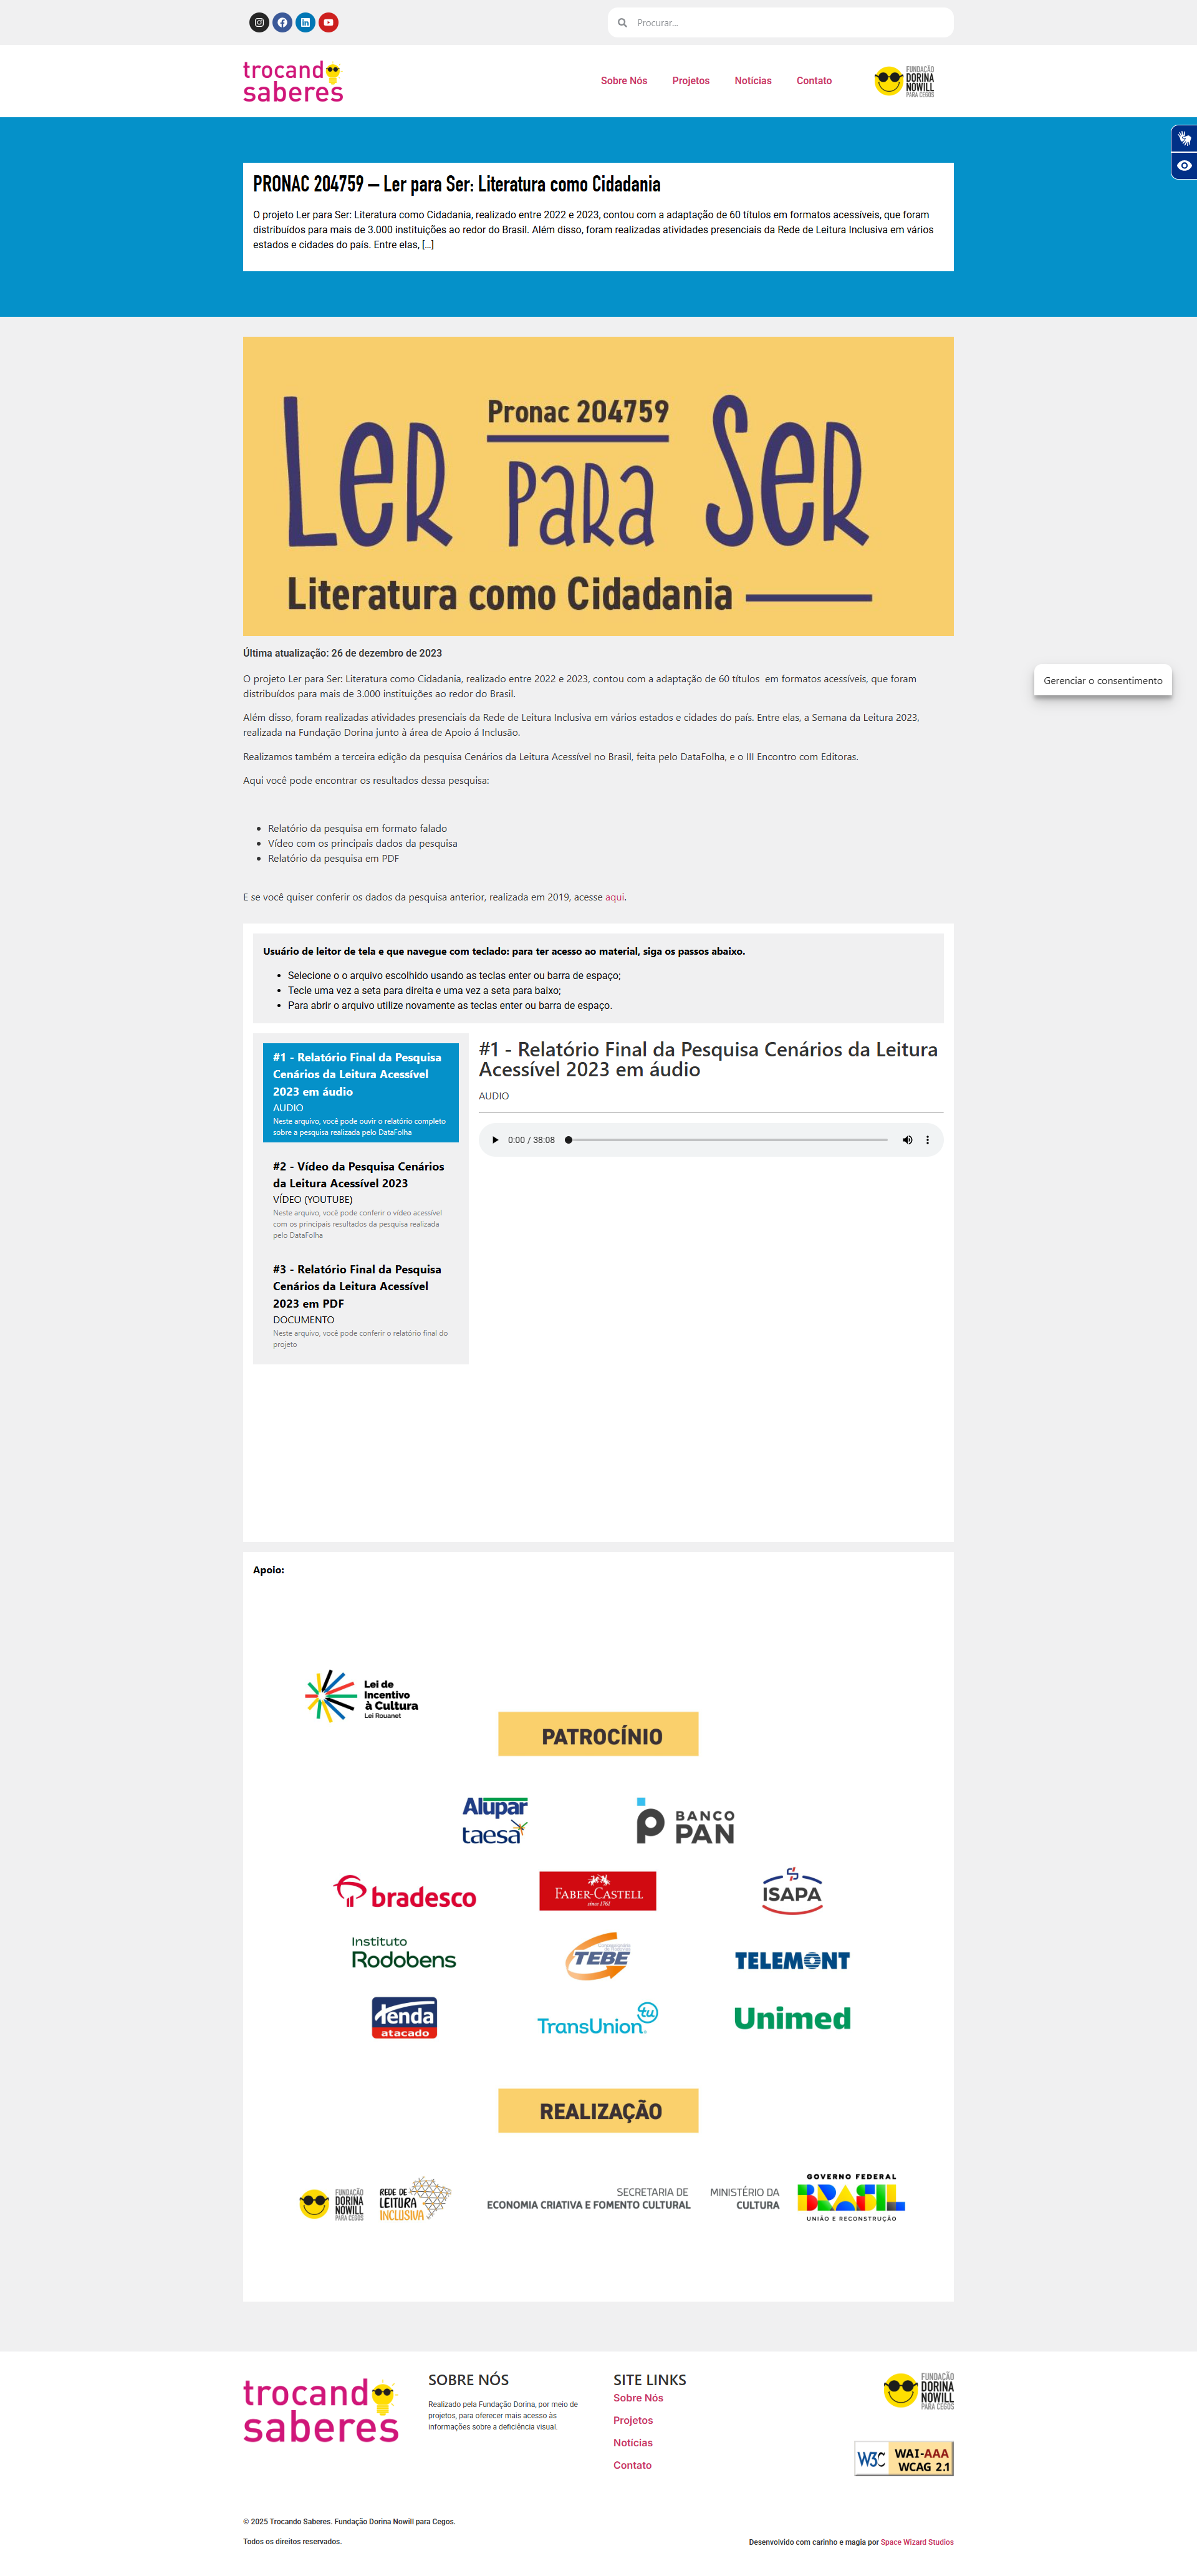 Procurar...
trocando
saberes
Sobre Nós Projetos Notícias Contato
FUNDAÇÃO
DORINA
NOWILL
PARA CEGOS
PRONAC 204759 – Ler para Ser: Literatura como Cidadania
O projeto Ler para Ser: Literatura como Cidadania, realizado entre 2022 e 2023, contou com a adaptação de 60 títulos em formatos acessíveis, que foram
distribuídos para mais de 3.000 instituições ao redor do Brasil. Além disso, foram realizadas atividades presenciais da Rede de Leitura Inclusiva em vários
estados e cidades do país. Entre elas, […]
Pronac 204759
Ler para Ser
Literatura como Cidadania
Última atualização: 26 de dezembro de 2023
O projeto Ler para Ser: Literatura como Cidadania, realizado entre 2022 e 2023, contou com a adaptação de 60 títulos em formatos acessíveis, que foram
distribuídos para mais de 3.000 instituições ao redor do Brasil.
Gerenciar o consentimento
Além disso, foram realizadas atividades presenciais da Rede de Leitura Inclusiva em vários estados e cidades do país. Entre elas, a Semana da Leitura 2023,
realizada na Fundação Dorina junto à área de Apoio á Inclusão.
Realizamos também a terceira edição da pesquisa Cenários da Leitura Acessível no Brasil, feita pelo DataFolha, e o III Encontro com Editoras.
Aqui você pode encontrar os resultados dessa pesquisa:
• Relatório da pesquisa em formato falado
• Vídeo com os principais dados da pesquisa
• Relatório da pesquisa em PDF
E se você quiser conferir os dados da pesquisa anterior, realizada em 2019, acesse aqui.
Usuário de leitor de tela e que navegue com teclado: para ter acesso ao material, siga os passos abaixo.
• Selecione o o arquivo escolhido usando as teclas enter ou barra de espaço;
• Tecle uma vez a seta para direita e uma vez a seta para baixo;
• Para abrir o arquivo utilize novamente as teclas enter ou barra de espaço.
#1 - Relatório Final da Pesquisa
Cenários da Leitura Acessível
2023 em áudio
AUDIO
Neste arquivo, você pode ouvir o relatório completo
sobre a pesquisa realizada pelo DataFolha
#2 - Vídeo da Pesquisa Cenários
da Leitura Acessível 2023
VÍDEO (YOUTUBE)
Neste arquivo, você pode conferir o vídeo acessível
com os principais resultados da pesquisa realizada
pelo DataFolha
#3 - Relatório Final da Pesquisa
Cenários da Leitura Acessível
2023 em PDF
DOCUMENTO
Neste arquivo, você pode conferir o relatório final do
projeto
#1 - Relatório Final da Pesquisa Cenários da Leitura
Acessível 2023 em áudio
AUDIO
0:00 / 38:08
Apoio:
Lei de
Incentivo
à Cultura
Lei Rouanet
PATROCÍNIO
Alupar
taesa
BANCO
PAN
bradesco
FABER-CASTELL
since 1761
ISAPA
Instituto
Rodobens
TEBE
TELEMONT
Tenda
atacado
TransUnion tu
Unimed
REALIZAÇÃO
FUNDAÇÃO
DORINA
NOWILL
PARA CEGOS
REDE DE
LEITURA
INCLUSIVA
SECRETARIA DE
ECONOMIA CRIATIVA E FOMENTO CULTURAL
MINISTÉRIO DA
CULTURA
GOVERNO FEDERAL
BRASIL
UNIÃO E RECONSTRUÇÃO
trocando
saberes
SOBRE NÓS
Realizado pela Fundação Dorina, por meio de
projetos, para oferecer mais acesso às
informações sobre a deficiência visual.
SITE LINKS
Sobre Nós
Projetos
Notícias
Contato
FUNDAÇÃO
DORINA
NOWILL
PARA CEGOS
W3C WAI-AAA
WCAG 2.1
© 2025 Trocando Saberes. Fundação Dorina Nowill para Cegos.
Todos os direitos reservados.
Desenvolvido com carinho e magia por Space Wizard Studios